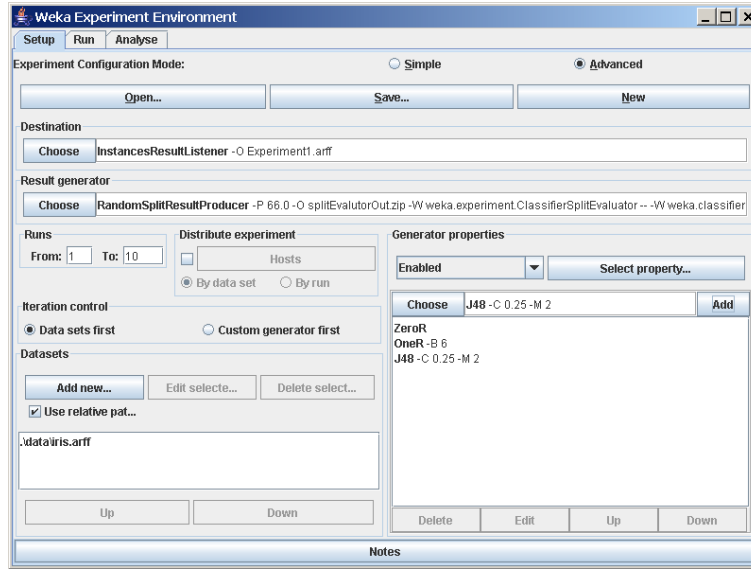 Weka Experiment Environment
Setup Run Analyse
Experiment Configuration Mode: Simple Advanced
Open... Save... New
Destination
Choose InstancesResultListener -O Experiment1.arff
Result generator
Choose RandomSplitResultProducer -P 66.0 -O splitEvalutorOut.zip -W weka.experiment.ClassifierSplitEvaluator -- -W weka.classifier
Runs
From: 1 To: 10
Distribute experiment
Hosts
By data set By run
Generator properties
Enabled Select property...
Choose J48 -C 0.25 -M 2 Add
ZeroR
OneR -B 6
J48 -C 0.25 -M 2
Delete Edit Up Down
Iteration control
Data sets first Custom generator first
Datasets
Add new... Edit selecte... Delete select...
Use relative pat...
.\data\iris.arff
Up Down
Notes